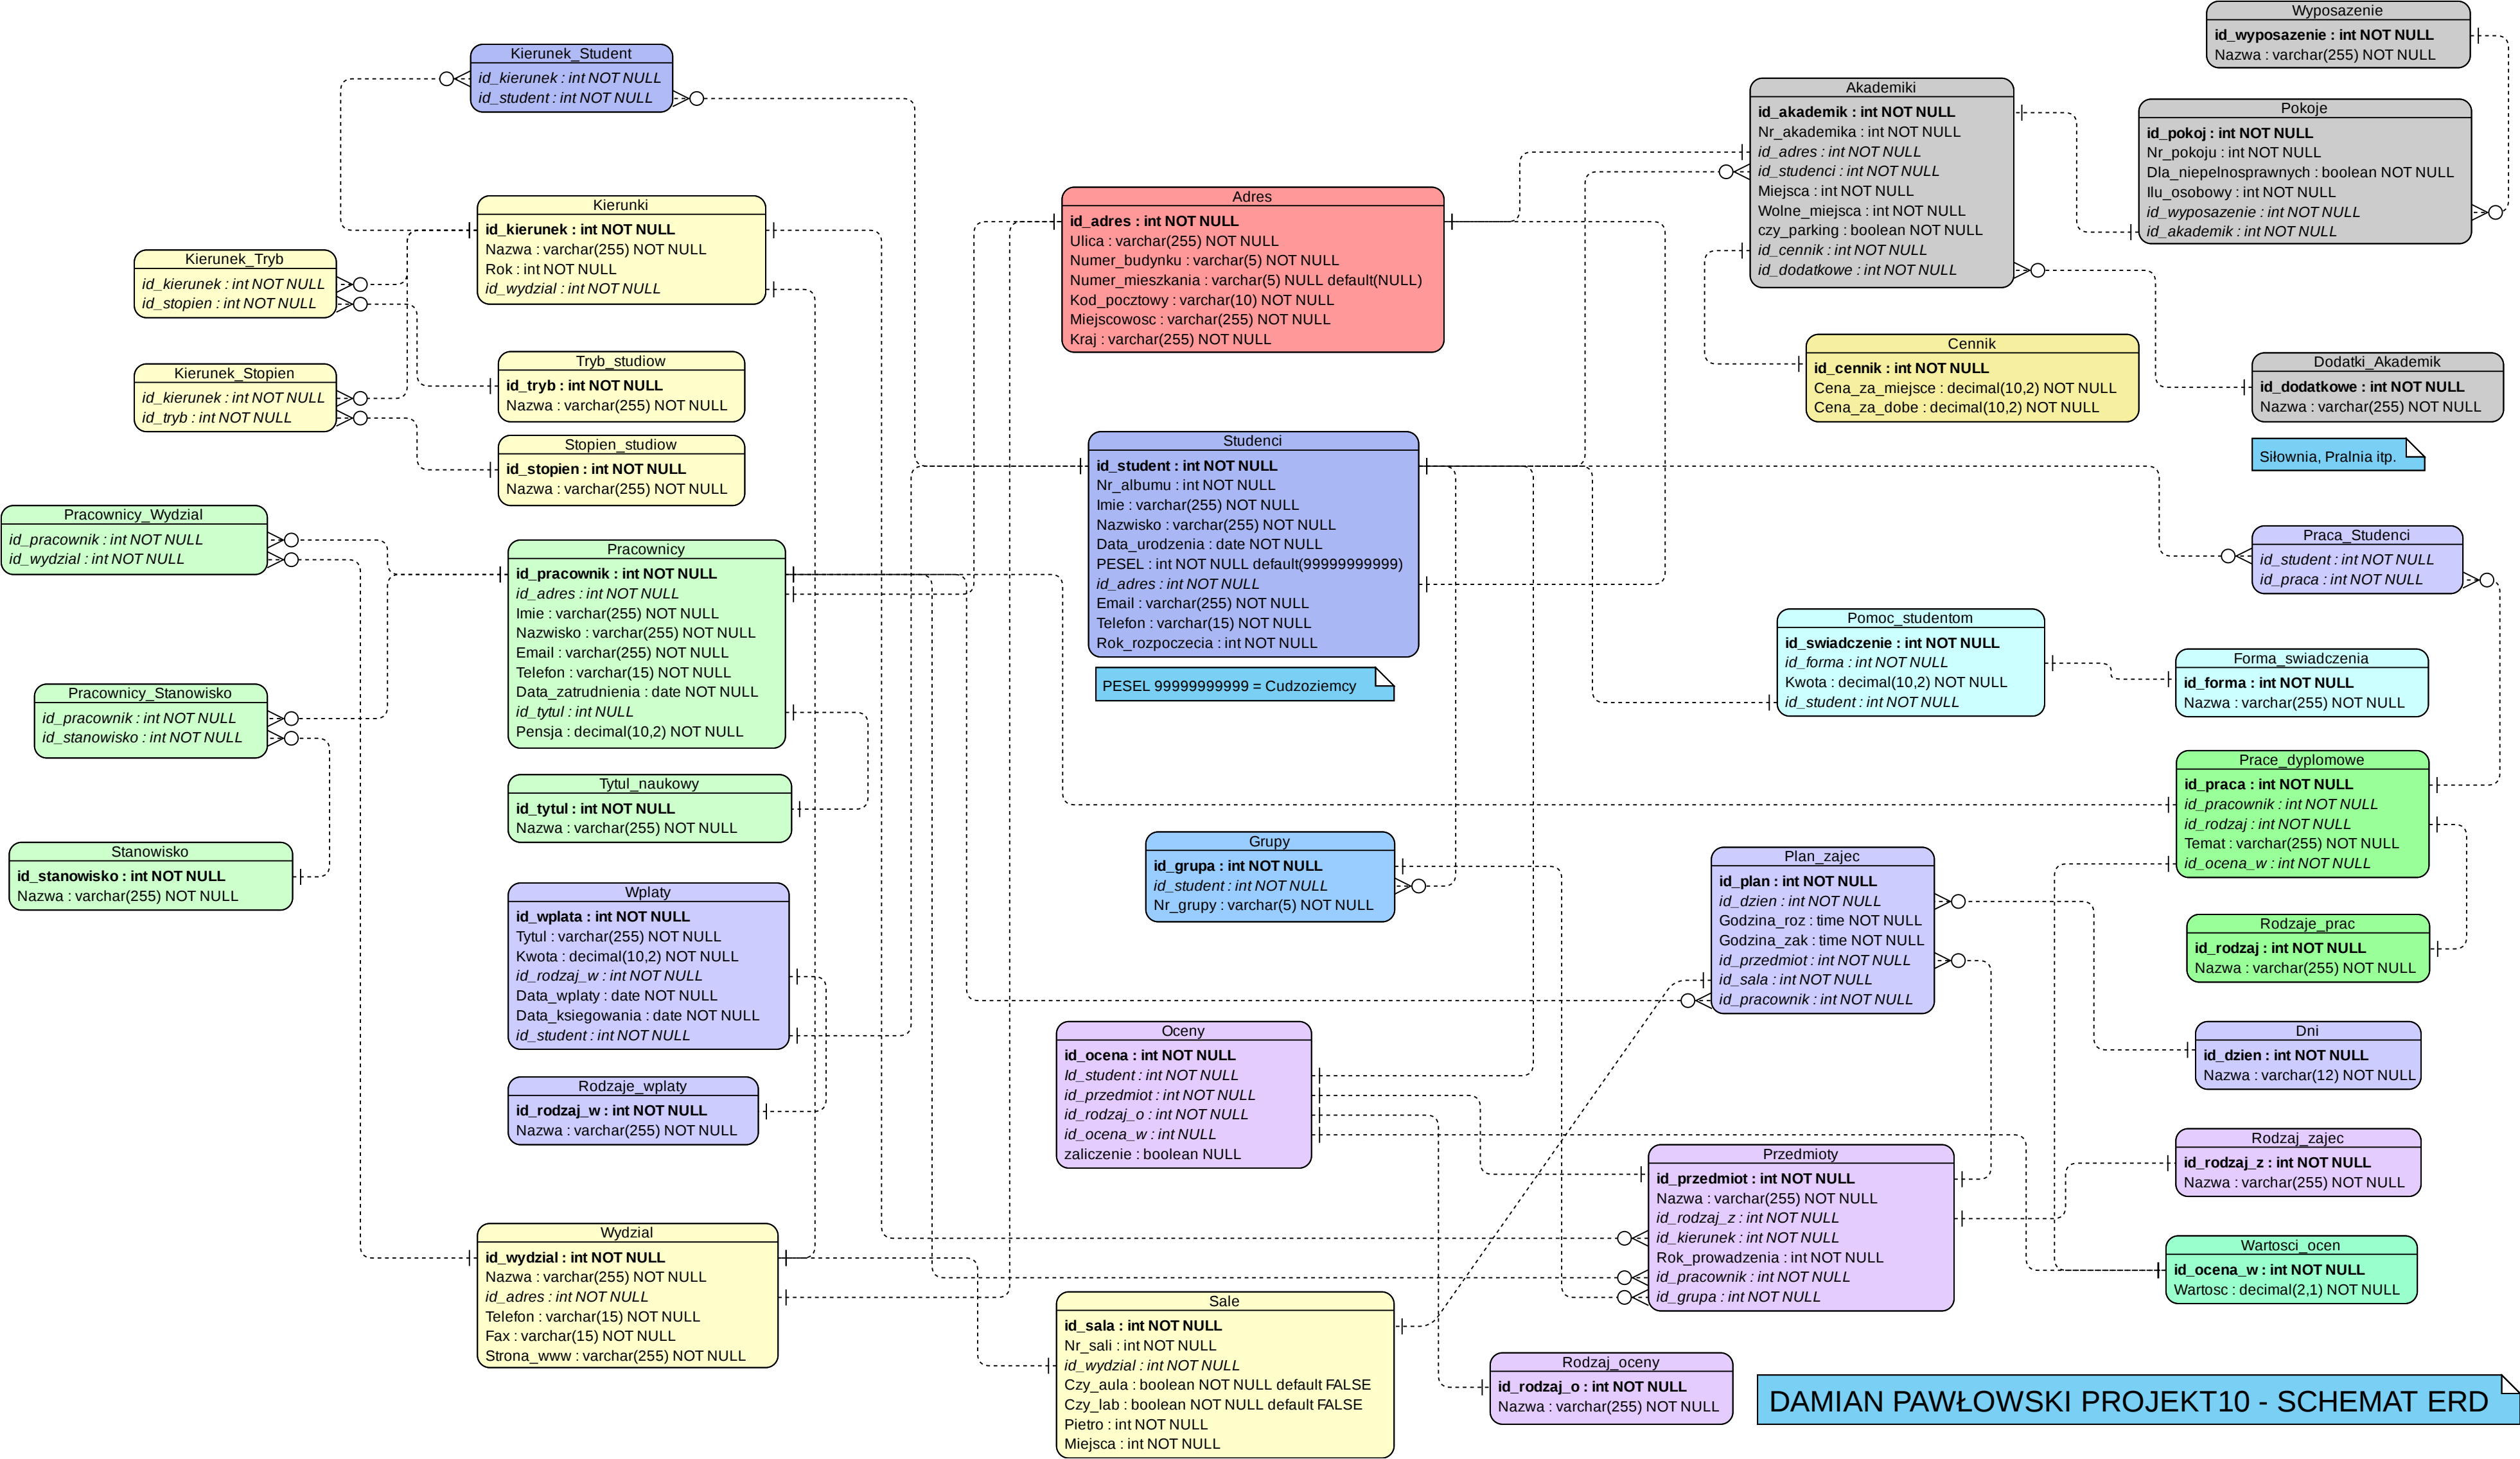 Wyposazenie
id_wyposazenie : int NOT NULL
Nazwa : varchar(255) NOT NULL
Kierunek_Student
id_kierunek : int NOT NULL
id_student : int NOT NULL
Akademiki
id_akademik : int NOT NULL
Nr_akademika : int NOT NULL
id_adres : int NOT NULL
id_studenci : int NOT NULL
Miejsca : int NOT NULL
Wolne_miejsca : int NOT NULL
czy_parking : boolean NOT NULL
id_cennik : int NOT NULL
id_dodatkowe : int NOT NULL
Pokoje
id_pokoj : int NOT NULL
Nr_pokoju : int NOT NULL
Dla_niepelnosprawnych : boolean NOT NULL
Ilu_osobowy : int NOT NULL
id_wyposazenie : int NOT NULL
id_akademik : int NOT NULL
Kierunki
id_kierunek : int NOT NULL
Nazwa : varchar(255) NOT NULL
Rok : int NOT NULL
id_wydzial : int NOT NULL
Adres
id_adres : int NOT NULL
Ulica : varchar(255) NOT NULL
Numer_budynku : varchar(5) NOT NULL
Numer_mieszkania : varchar(5) NULL default(NULL)
Kod_pocztowy : varchar(10) NOT NULL
Miejscowosc : varchar(255) NOT NULL
Kraj : varchar(255) NOT NULL
Kierunek_Tryb
id_kierunek : int NOT NULL
id_stopien : int NOT NULL
Kierunek_Stopien
id_kierunek : int NOT NULL
id_tryb : int NOT NULL
Tryb_studiow
id_tryb : int NOT NULL
Nazwa : varchar(255) NOT NULL
Stopien_studiow
id_stopien : int NOT NULL
Nazwa : varchar(255) NOT NULL
Cennik
id_cennik : int NOT NULL
Cena_za_miejsce : decimal(10,2) NOT NULL
Cena_za_dobe : decimal(10,2) NOT NULL
Dodatki_Akademik
id_dodatkowe : int NOT NULL
Nazwa : varchar(255) NOT NULL
Siłownia, Pralnia itp.
Studenci
id_student : int NOT NULL
Nr_albumu : int NOT NULL
Imie : varchar(255) NOT NULL
Nazwisko : varchar(255) NOT NULL
Data_urodzenia : date NOT NULL
PESEL : int NOT NULL default(99999999999)
id_adres : int NOT NULL
Email : varchar(255) NOT NULL
Telefon : varchar(15) NOT NULL
Rok_rozpoczecia : int NOT NULL
PESEL 99999999999 = Cudzoziemcy
Pracownicy_Wydzial
id_pracownik : int NOT NULL
id_wydzial : int NOT NULL
Pracownicy
id_pracownik : int NOT NULL
id_adres : int NOT NULL
Imie : varchar(255) NOT NULL
Nazwisko : varchar(255) NOT NULL
Email : varchar(255) NOT NULL
Telefon : varchar(15) NOT NULL
Data_zatrudnienia : date NOT NULL
id_tytul : int NULL
Pensja : decimal(10,2) NOT NULL
Praca_Studenci
id_student : int NOT NULL
id_praca : int NOT NULL
Pomoc_studentom
id_swiadczenie : int NOT NULL
id_forma : int NOT NULL
Kwota : decimal(10,2) NOT NULL
id_student : int NOT NULL
Forma_swiadczenia
id_forma : int NOT NULL
Nazwa : varchar(255) NOT NULL
Pracownicy_Stanowisko
id_pracownik : int NOT NULL
id_stanowisko : int NOT NULL
Tytul_naukowy
id_tytul : int NOT NULL
Nazwa : varchar(255) NOT NULL
Prace_dyplomowe
id_praca : int NOT NULL
id_pracownik : int NOT NULL
id_rodzaj : int NOT NULL
Temat : varchar(255) NOT NULL
id_ocena_w : int NOT NULL
Stanowisko
id_stanowisko : int NOT NULL
Nazwa : varchar(255) NOT NULL
Grupy
id_grupa : int NOT NULL
id_student : int NOT NULL
Nr_grupy : varchar(5) NOT NULL
Plan_zajec
id_plan : int NOT NULL
id_dzien : int NOT NULL
Godzina_roz : time NOT NULL
Godzina_zak : time NOT NULL
id_przedmiot : int NOT NULL
id_sala : int NOT NULL
id_pracownik : int NOT NULL
Wplaty
id_wplata : int NOT NULL
Tytul : varchar(255) NOT NULL
Kwota : decimal(10,2) NOT NULL
id_rodzaj_w : int NOT NULL
Data_wplaty : date NOT NULL
Data_ksiegowania : date NOT NULL
id_student : int NOT NULL
Rodzaje_prac
id_rodzaj : int NOT NULL
Nazwa : varchar(255) NOT NULL
Oceny
id_ocena : int NOT NULL
Id_student : int NOT NULL
id_przedmiot : int NOT NULL
id_rodzaj_o : int NOT NULL
id_ocena_w : int NULL
zaliczenie : boolean NULL
Dni
id_dzien : int NOT NULL
Nazwa : varchar(12) NOT NULL
Rodzaje_wplaty
id_rodzaj_w : int NOT NULL
Nazwa : varchar(255) NOT NULL
Rodzaj_zajec
id_rodzaj_z : int NOT NULL
Nazwa : varchar(255) NOT NULL
Przedmioty
id_przedmiot : int NOT NULL
Nazwa : varchar(255) NOT NULL
id_rodzaj_z : int NOT NULL
id_kierunek : int NOT NULL
Rok_prowadzenia : int NOT NULL
id_pracownik : int NOT NULL
id_grupa : int NOT NULL
Wydzial
id_wydzial : int NOT NULL
Nazwa : varchar(255) NOT NULL
id_adres : int NOT NULL
Telefon : varchar(15) NOT NULL
Fax : varchar(15) NOT NULL
Strona_www : varchar(255) NOT NULL
Wartosci_ocen
id_ocena_w : int NOT NULL
Wartosc : decimal(2,1) NOT NULL
Sale
id_sala : int NOT NULL
Nr_sali : int NOT NULL
id_wydzial : int NOT NULL
Czy_aula : boolean NOT NULL default FALSE
Czy_lab : boolean NOT NULL default FALSE
Pietro : int NOT NULL
Miejsca : int NOT NULL
Rodzaj_oceny
id_rodzaj_o : int NOT NULL
Nazwa : varchar(255) NOT NULL
DAMIAN PAWŁOWSKI PROJEKT10 - SCHEMAT ERD